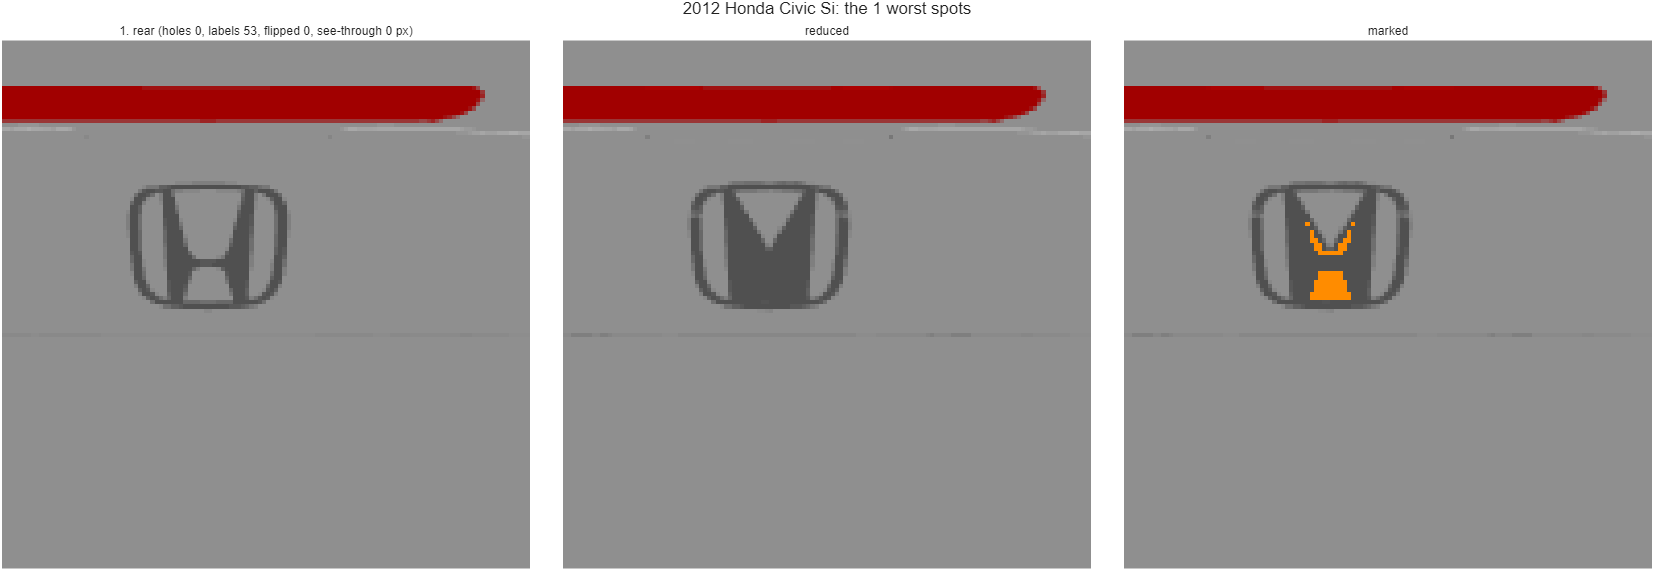 2012 Honda Civic Si: the 1 worst spots
1. rear (holes 0, labels 53, flipped 0, see-through 0 px)
reduced
marked